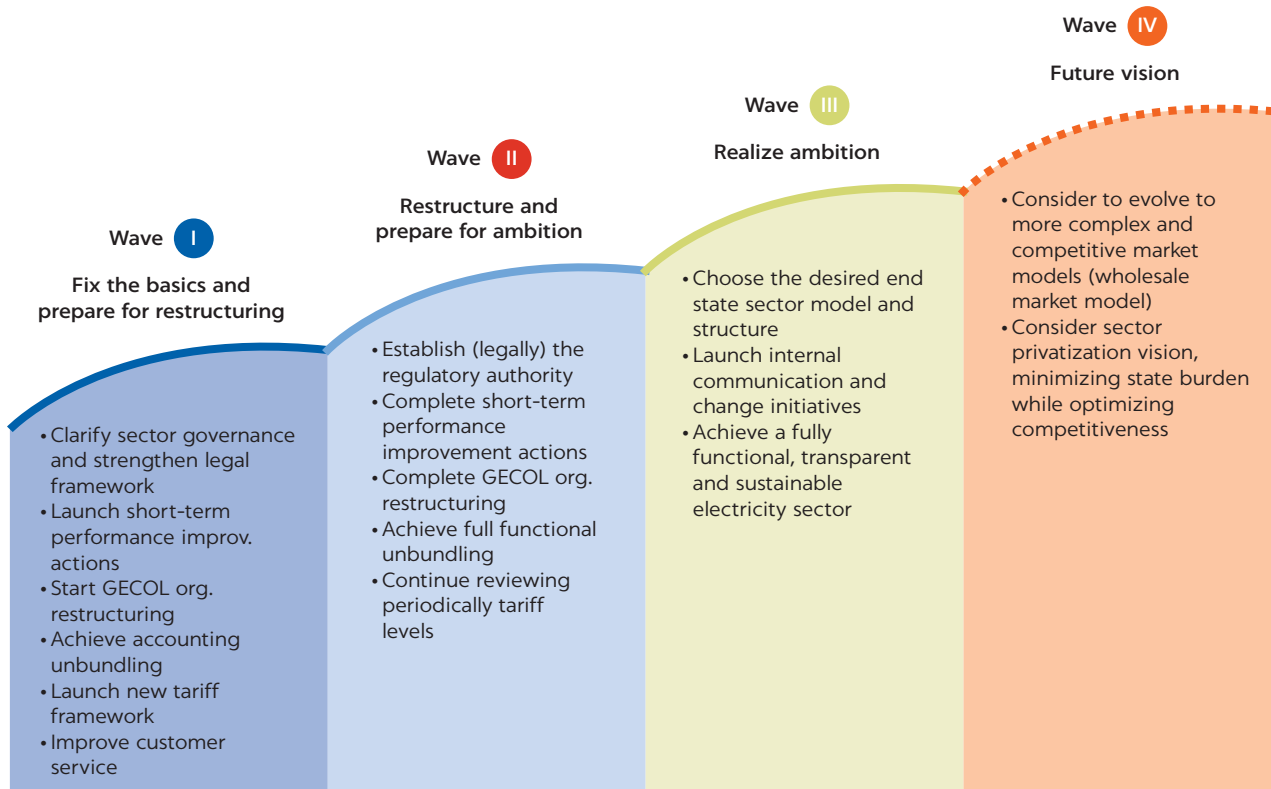 Wave I
Fix the basics and
prepare for restructuring
• Clarify sector governance
and strengthen legal
framework
• Launch short-term
performance improv.
actions
• Start GECOL org.
restructuring
• Achieve accounting
unbundling
• Launch new tariff
framework
• Improve customer
service
Wave II
Restructure and
prepare for ambition
• Establish (legally) the
regulatory authority
• Complete short-term
performance
improvement actions
• Complete GECOL org.
restructuring
• Achieve full functional
unbundling
• Continue reviewing
periodically tariff
levels
Wave III
Realize ambition
• Choose the desired end
state sector model and
structure
• Launch internal
communication and
change initiatives
• Achieve a fully
functional, transparent
and sustainable
electricity sector
Wave IV
Future vision
• Consider to evolve to
more complex and
competitive market
models (wholesale
market model)
• Consider sector
privatization vision,
minimizing state burden
while optimizing
competitiveness